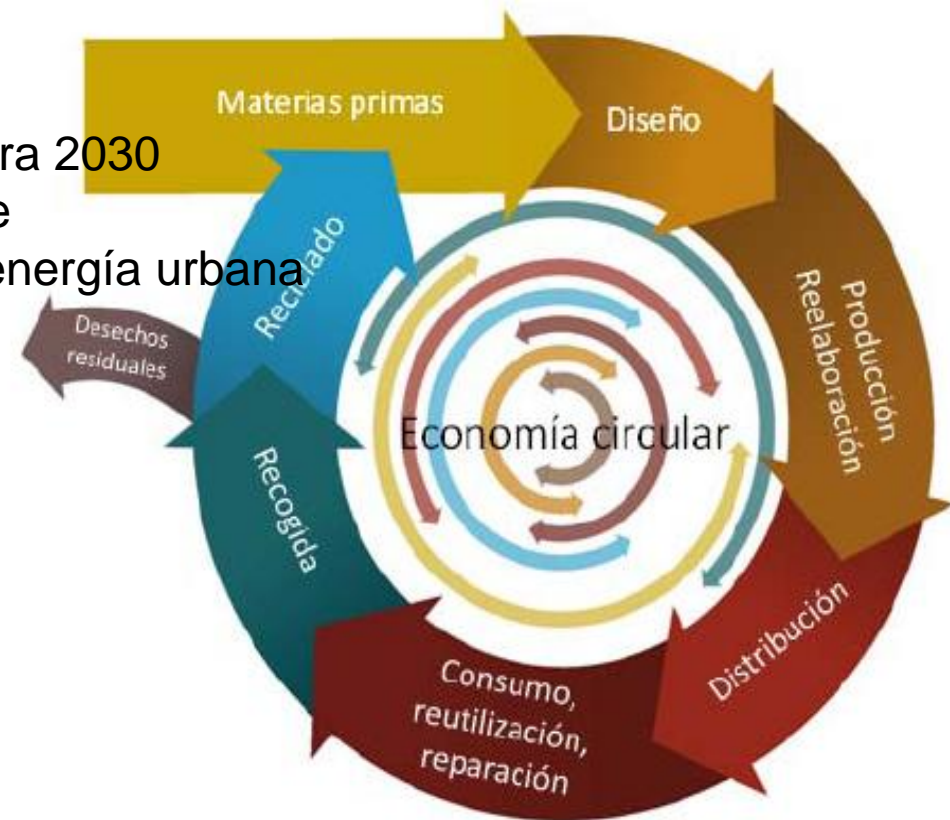 Materias primas
Diseño
ra 2030
e
energía urbana
Reciclado
Desechos
residuales
Producción
Reelaboración
Economía circular
Recogida
Distribución
Consumo,
reutilización,
reparación